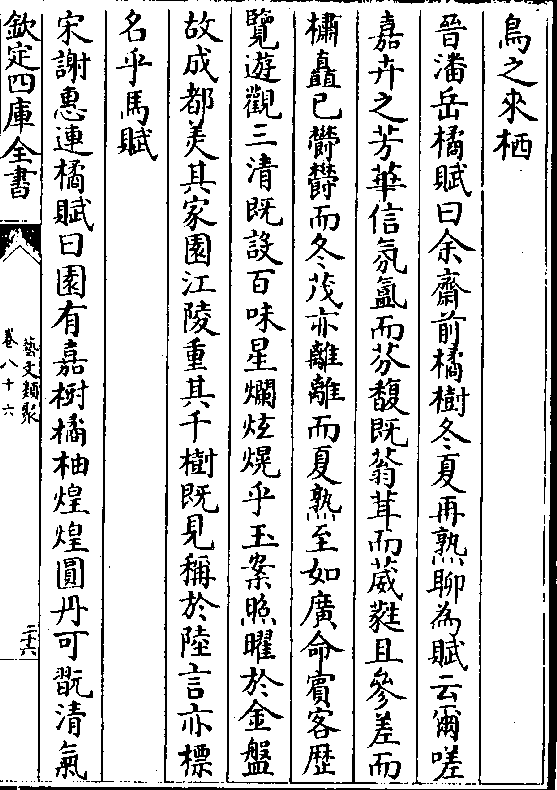 鳥之來栖
晉潘岳橘賦曰余齋前橘樹冬夏再熟聊為賦云爾嗟
嘉卉之芳華信氛氲而芬馥既蓊茸而葳蕤且參差而
橚矗已鬱鬱而冬茂亦離離而夏熟至如廣命賓客歴
覽遊觀三清既設百味星爛炫熀乎玉案照曜於金盤
故成都美其家園江陵重其千樹既見稱於陸言亦標
名乎馬賦
宋謝惠連橘賦曰園有嘉樹橘柚煌煌圓丹可翫清氣
欽定四庫全書
藝文類聚
卷八十六
二十六